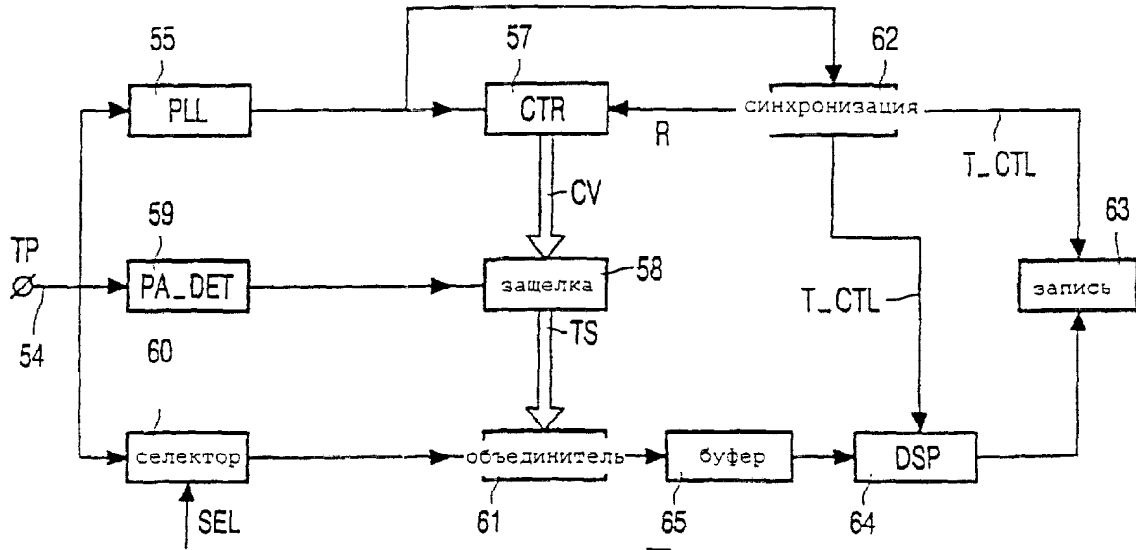 55
57
62
PLL
CTR
синхронизация
R
T_CTL
CV
59
63
TP
PA_DET
защелка
58
запись
54
60
TS
T_CTL
селектор
объединитель
буфер
DSP
SEL
61
65
64